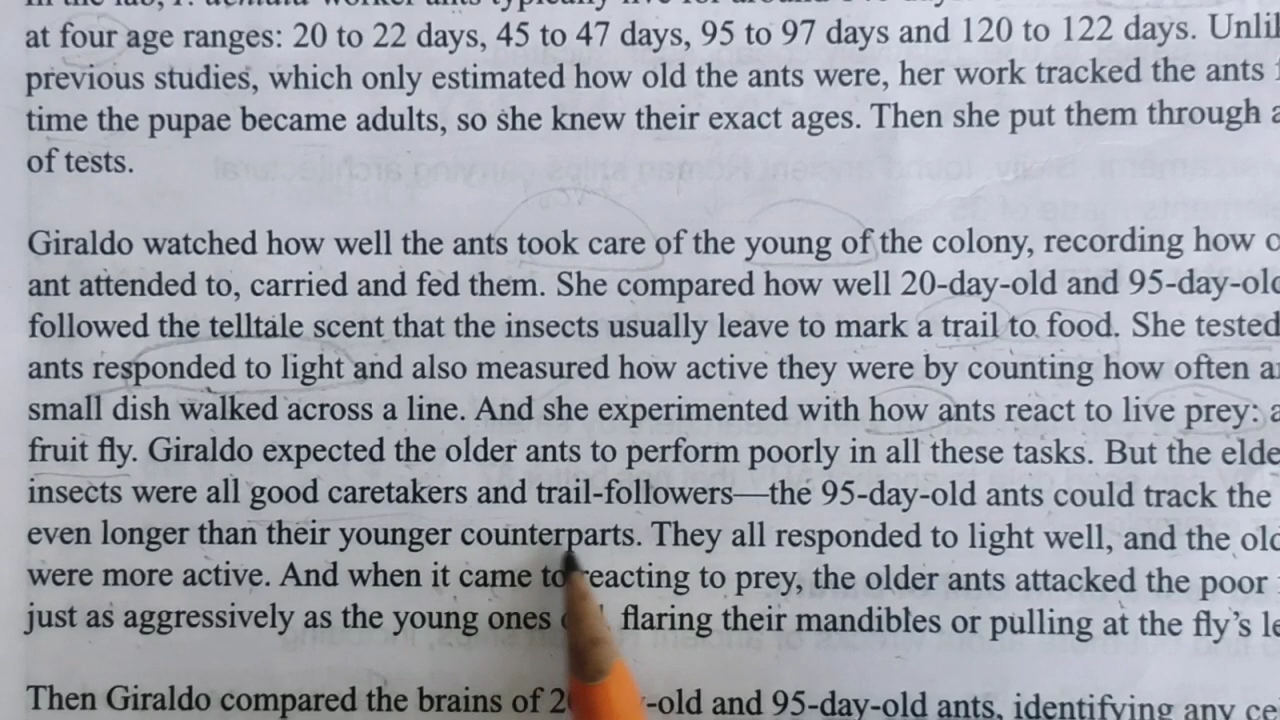 at four age ranges: 20 to 22 days, 45 to 47 days, 95 to 97 days and 120 to 122 days.
previous studies, which only estimated how old the ants were, her work tracked the ants
time the pupae became adults, so she knew their exact ages. Then she put them through a
of tests.
Giraldo watched how well the ants took care of the young of the colony, recording how
ant attended to, carried and fed them. She compared how well 20-day-old and 95-day-old
followed the telltale scent that the insects usually leave to mark a trail to food. She tested
ants responded to light and also measured how active they were by counting how often
small dish walked across a line. And she experimented with how ants react to live prey: a
fruit fly. Giraldo expected the older ants to perform poorly in all these tasks. But the
insects were all good caretakers and trail-followers—the 95-day-old ants could track the
even longer than their younger counterparts. They all responded to light well, and the
were more active. And when it came to reacting to prey, the older ants attacked the poor
just as aggressively as the young ones flaring their mandibles or pulling at the fly's
Then Giraldo compared the brains of -old and 95-day-old ants, identifying any